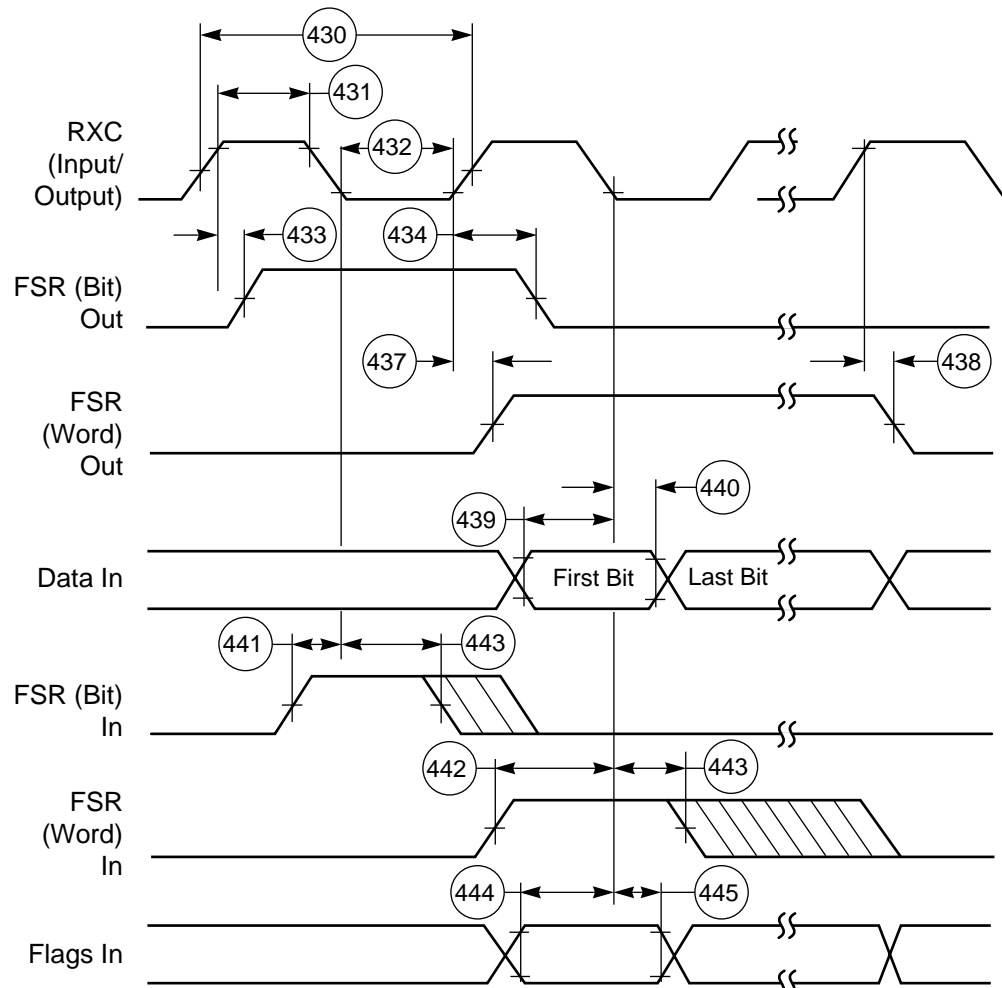 430
431
RXC
(Input/
Output)
432
433
434
FSR (Bit)
Out
437
438
FSR
(Word)
Out
440
439
Data In
First Bit
Last Bit
441
443
FSR (Bit)
In
442
443
FSR
(Word)
In
444
445
Flags In